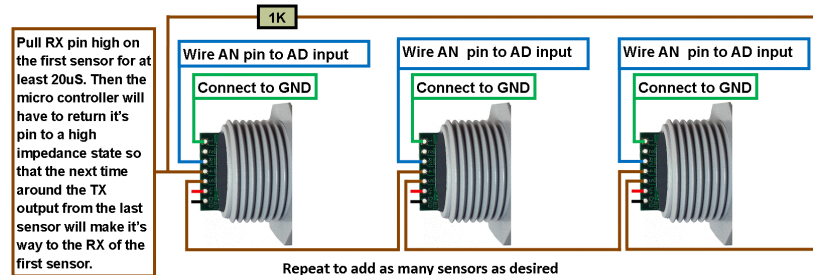 1K
Pull RX pin high on
the first sensor for at
least 20uS. Then the
micro controller will
have to return it's
pin to a high
impedance state so
that the next time
around the TX
output from the last
sensor will make it's
way to the RX of the
first sensor.
Wire AN pin to AD input
Connect to GND
Wire AN pin to AD input
Connect to GND
Wire AN pin to AD input
Connect to GND
Repeat to add as many sensors as desired